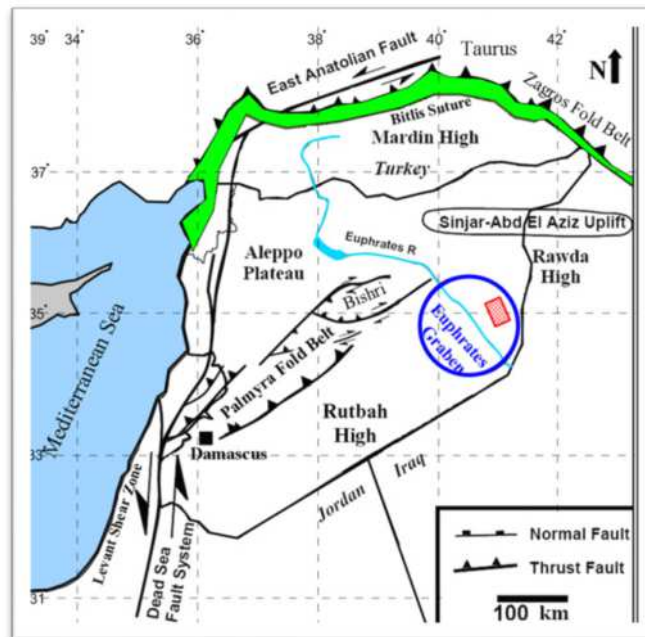 39
34
36
38
40
42
East Anatolian Fault
Taurus
N
Zagros Fold Belt
Bitlis Suture
Mardin High
37
Turkey
Sinjar-Abd El Aziz Uplift
Euphrates R
Aleppo
Plateau
Rawda
High
Bishri
35
Euphrates
Graben
Mediterranean Sea
Palmyra Fold Belt
Rutbah
High
33
Damascus
Jordan
Iraq
Levant Shear Zone
Dead Sea
Fault System
Normal Fault
Thrust Fault
100 km
31